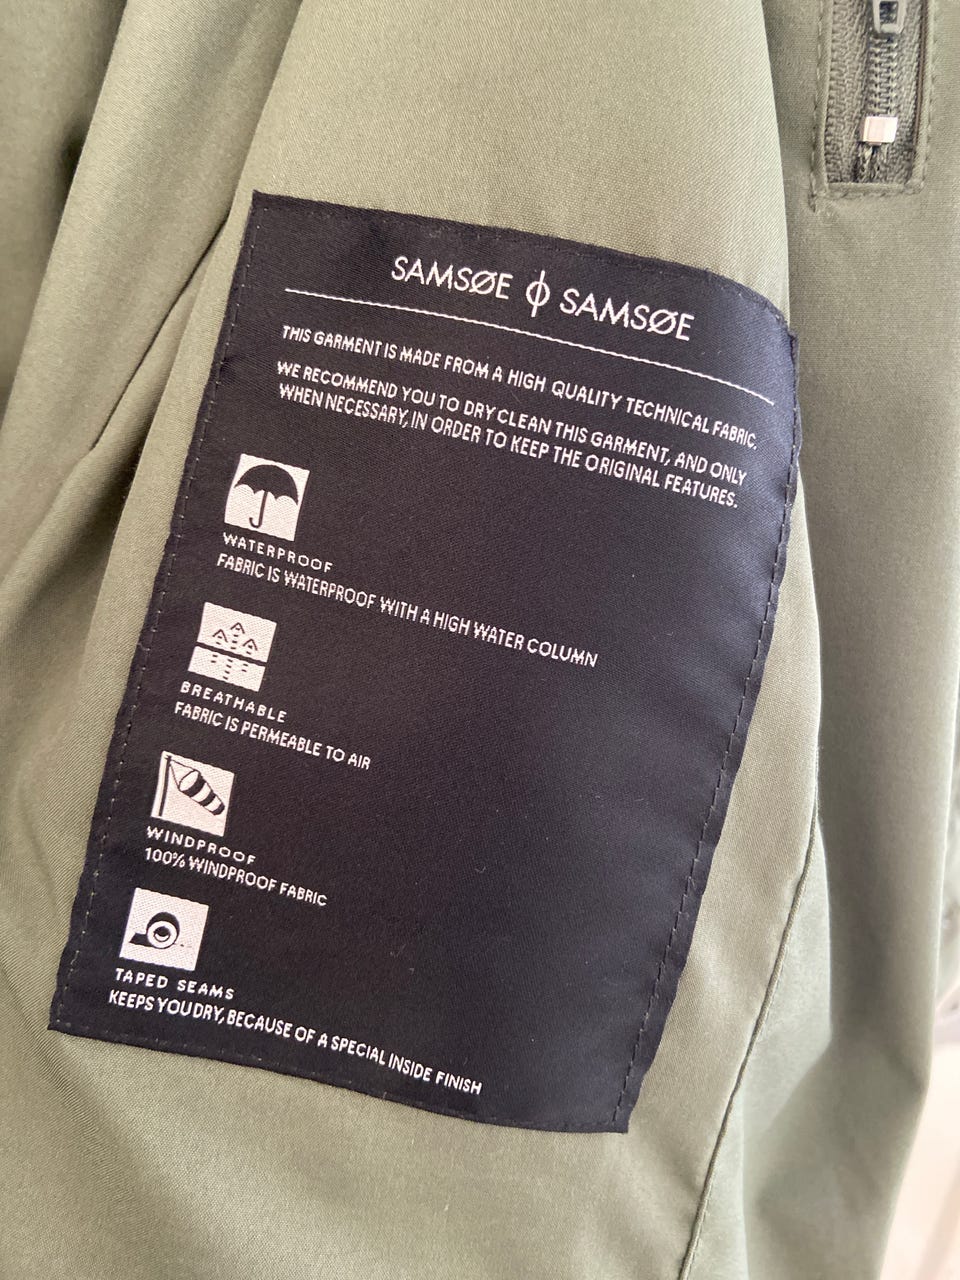 SAMSØE ɸ SAMSØE
THIS GARMENT IS MADE FROM A HIGH QUALITY TECHNICAL FABRIC.
WE RECOMMEND YOU TO DRY CLEAN THIS GARMENT, AND ONLY
WHEN NECESSARY, IN ORDER TO KEEP THE ORIGINAL FEATURES.
WATERPROOF
FABRIC IS WATERPROOF WITH A HIGH WATER COLUMN
BREATHABLE
FABRIC IS PERMEABLE TO AIR
WINDPROOF
100% WINDPROOF FABRIC
TAPED SEAMS
KEEPS YOU DRY, BECAUSE OF A SPECIAL INSIDE FINISH